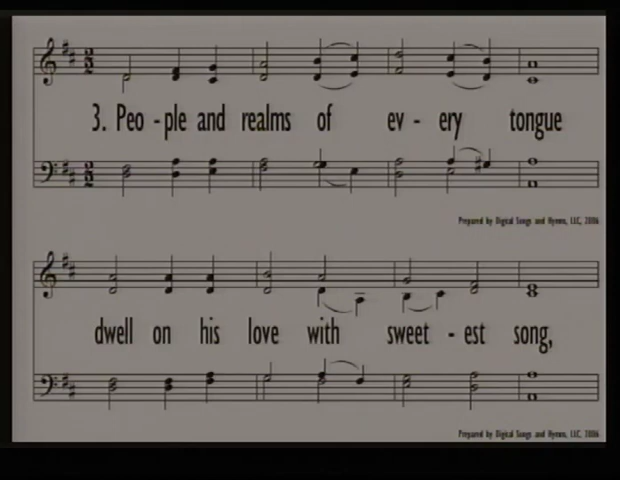 3. Peo - ple and realms of ev - ery tongue
Prepared by Digital Songs and Hymns, LLC, 2006
dwell on his love with sweet - est song,
Prepared by Digital Songs and Hymns, LLC, 2006